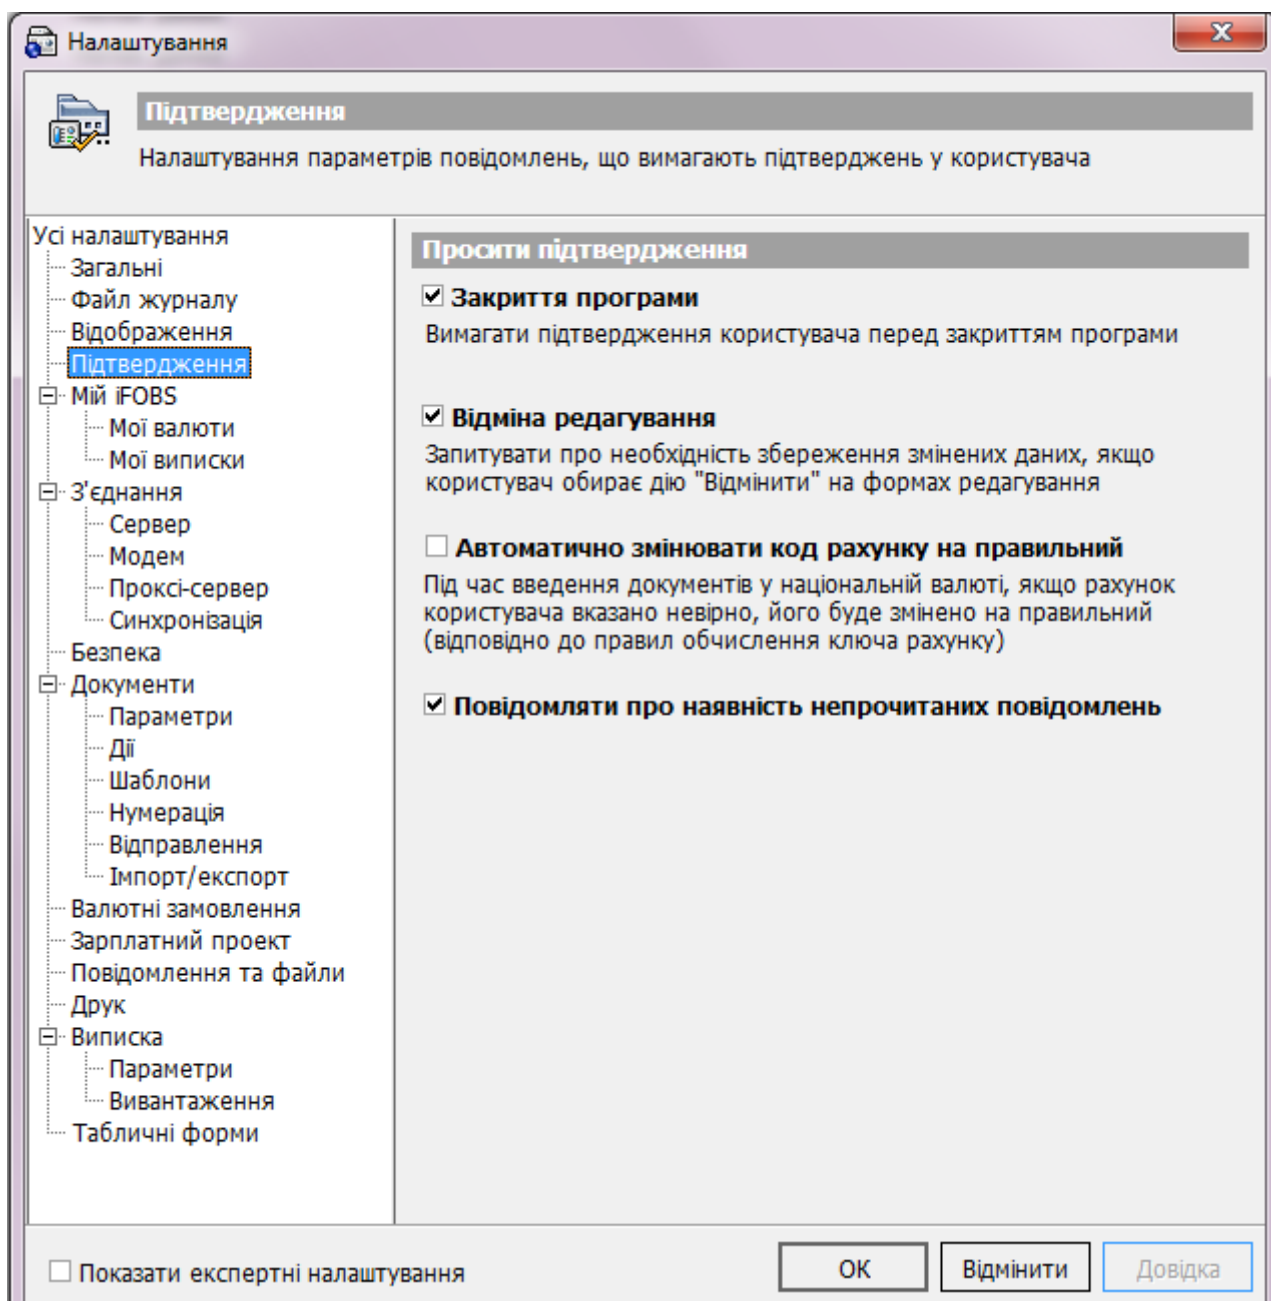 Налаштування
Підтвердження
Налаштування параметрів повідомлень, що вимагають підтверджень у користувача
Усі налаштування
Загальні
Файл журналу
Відображення
Підтвердження
Мій iFOBS
Мої валюти
Мої виписки
З'єднання
Сервер
Модем
Проксі-сервер
Синхронізація
Безпека
Документи
Параметри
Дії
Шаблони
Нумерація
Відправлення
Імпорт/експорт
Валютні замовлення
Зарплатний проект
Повідомлення та файли
Друк
Виписка
Параметри
Вивантаження
Табличні форми
Просити підтвердження
Закриття програми
Вимагати підтвердження користувача перед закриттям програми
Відміна редагування
Запитувати про необхідність збереження змінених даних, якщо
користувач обирає дію "Відмінити" на формах редагування
Автоматично змінювати код рахунку на правильний
Під час введення документів у національній валюті, якщо рахунок
користувача вказано невірно, його буде змінено на правильний
(відповідно до правил обчислення ключа рахунку)
Повідомляти про наявність непрочитаних повідомлень
Показати експертні налаштування
ОК
Відмінити
Довідка